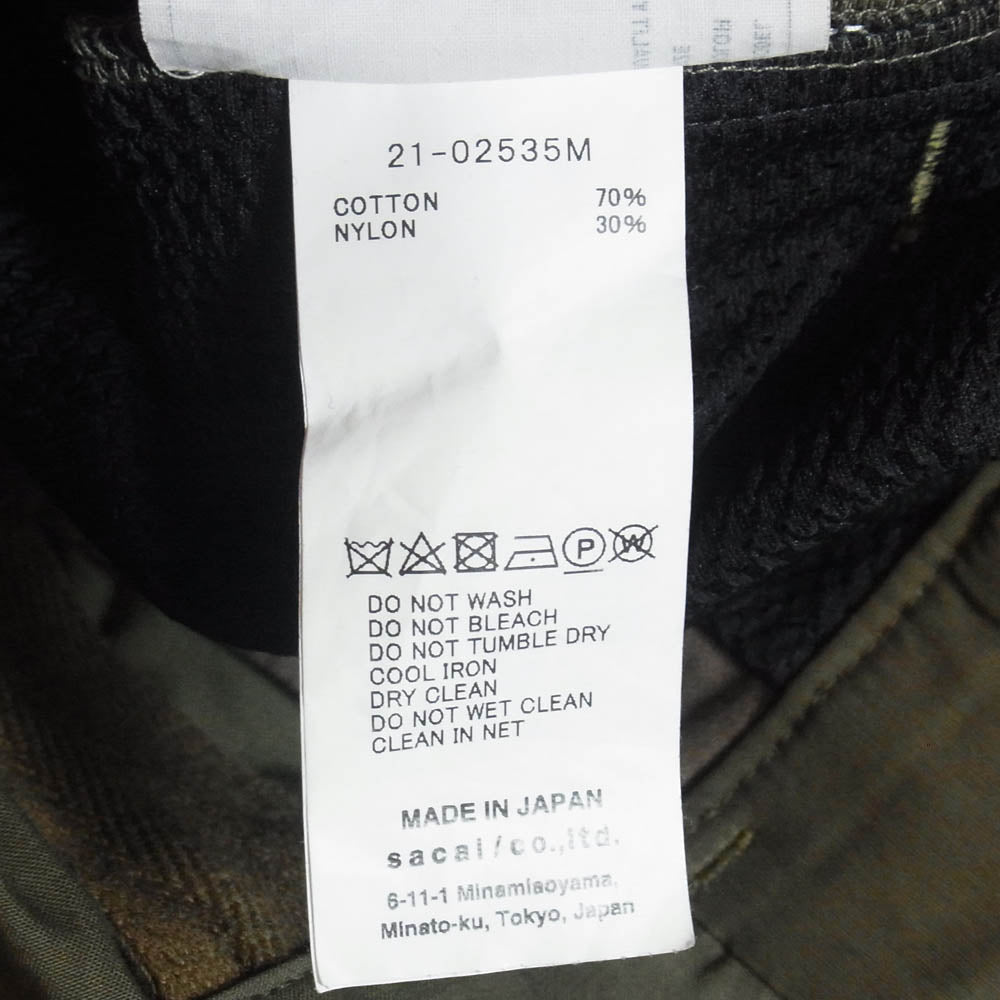 21-02535M
COTTON 70%
NYLON 30%
P W
DO NOT WASH
DO NOT BLEACH
DO NOT TUMBLE DRY
COOL IRON
DRY CLEAN
DO NOT WET CLEAN
CLEAN IN NET
MADE IN JAPAN
sacai/co.,ltd.
6-11-1 Minamiaoyama,
Minato-ku, Tokyo, Japan